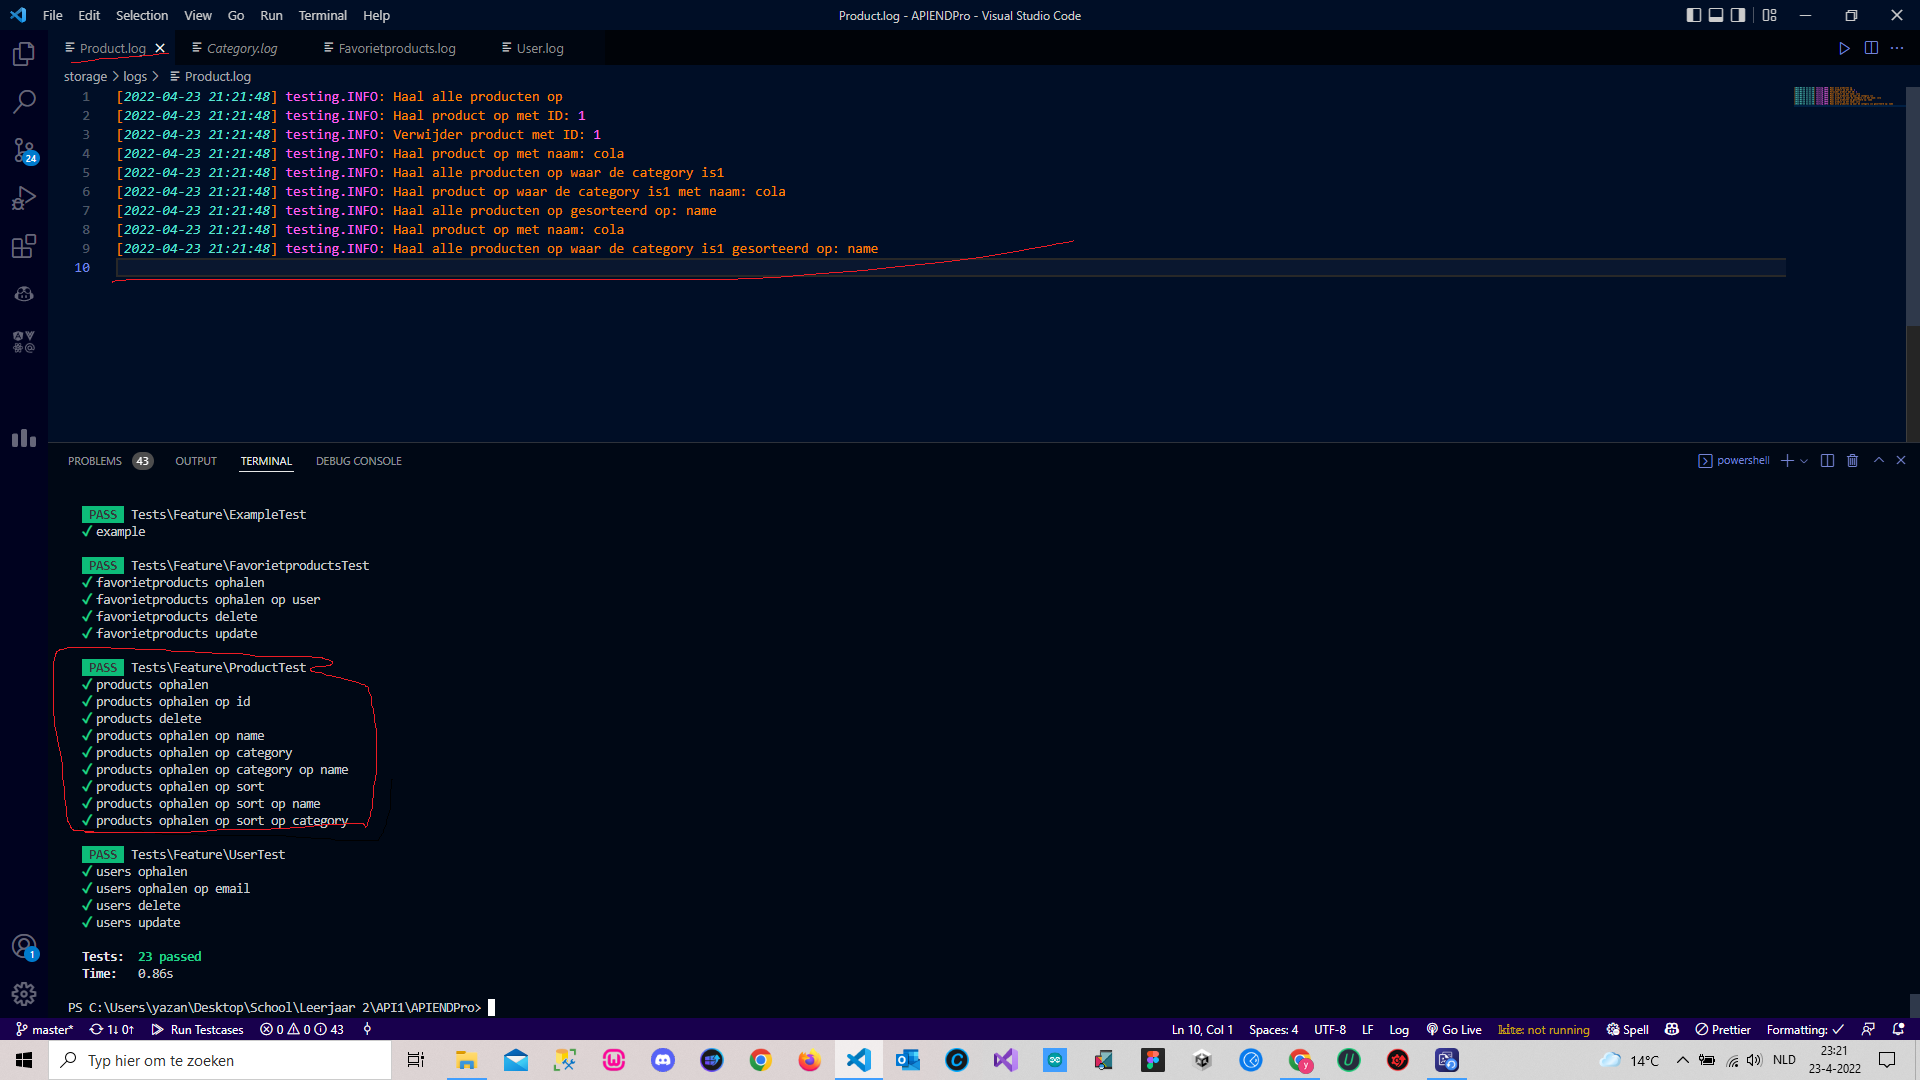 File Edit Selection View Go Run Terminal Help
Product.log - APIENDPro - Visual Studio Code
Product.log Category.log Favorietproducts.log User.log
storage > logs > Product.log
1 [2022-04-23 21:21:48] testing.INFO: Haal alle producten op
2 [2022-04-23 21:21:48] testing.INFO: Haal product op met ID: 1
3 [2022-04-23 21:21:48] testing.INFO: Verwijder product met ID: 1
4 [2022-04-23 21:21:48] testing.INFO: Haal product op met naam: cola
5 [2022-04-23 21:21:48] testing.INFO: Haal alle producten op waar de category is1
6 [2022-04-23 21:21:48] testing.INFO: Haal product op waar de category is1 met naam: cola
7 [2022-04-23 21:21:48] testing.INFO: Haal alle producten op gesorteerd op: name
8 [2022-04-23 21:21:48] testing.INFO: Haal product op met naam: cola
9 [2022-04-23 21:21:48] testing.INFO: Haal alle producten op waar de category is1 gesorteerd op: name
10
24
PROBLEMS 43 OUTPUT TERMINAL DEBUG CONSOLE
powershell
PASS Tests\Feature\ExampleTest
✓ example
PASS Tests\Feature\FavorietproductsTest
✓ favorietproducts ophalen
✓ favorietproducts ophalen op user
✓ favorietproducts delete
✓ favorietproducts update
PASS Tests\Feature\ProductTest
✓ products ophalen
✓ products ophalen op id
✓ products delete
✓ products ophalen op name
✓ products ophalen op category
✓ products ophalen op category op name
✓ products ophalen op sort
✓ products ophalen op sort op name
✓ products ophalen op sort op category
PASS Tests\Feature\UserTest
✓ users ophalen
✓ users ophalen op email
✓ users delete
✓ users update
Tests: 23 passed
Time: 0.86s
PS C:\Users\yazan\Desktop\School\Leerjaar 2\API1\APIENDPro>
1
master* 1↓ 0↑ Run Testcases 0 0 43
Ln 10, Col 1 Spaces: 4 UTF-8 LF Log Go Live kite: not running Spell Prettier Formatting: ✓
Typ hier om te zoeken
14°C NLD
23:21
23-4-2022